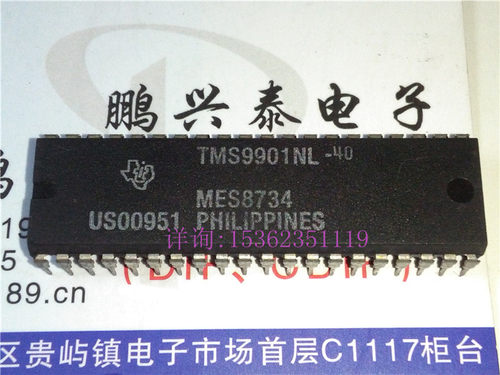 鹏兴泰电子
TMS9901NL -40
MES8734
US00951 PHILIPPINES
详询:15362351119
5
89.cn
区贵屿镇电子市场首层C1117柜台